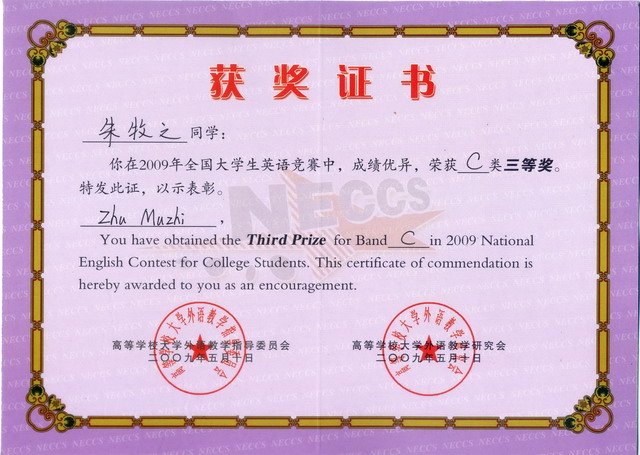 获奖证书
朱牧之同学：
你在2009年全国大学生英语竞赛中，成绩优异，荣获C类三等奖。
特发此证，以示表彰。
Zhu Muzhi，
You have obtained the Third Prize for Band C in 2009 National
English Contest for College Students. This certificate of commendation is
hereby awarded to you as an encouragement.
NECCS
高等学校大学外语教学指导委员会 高等学校大学外语教学研究会
二〇〇九年五月十日 二〇〇九年五月十日